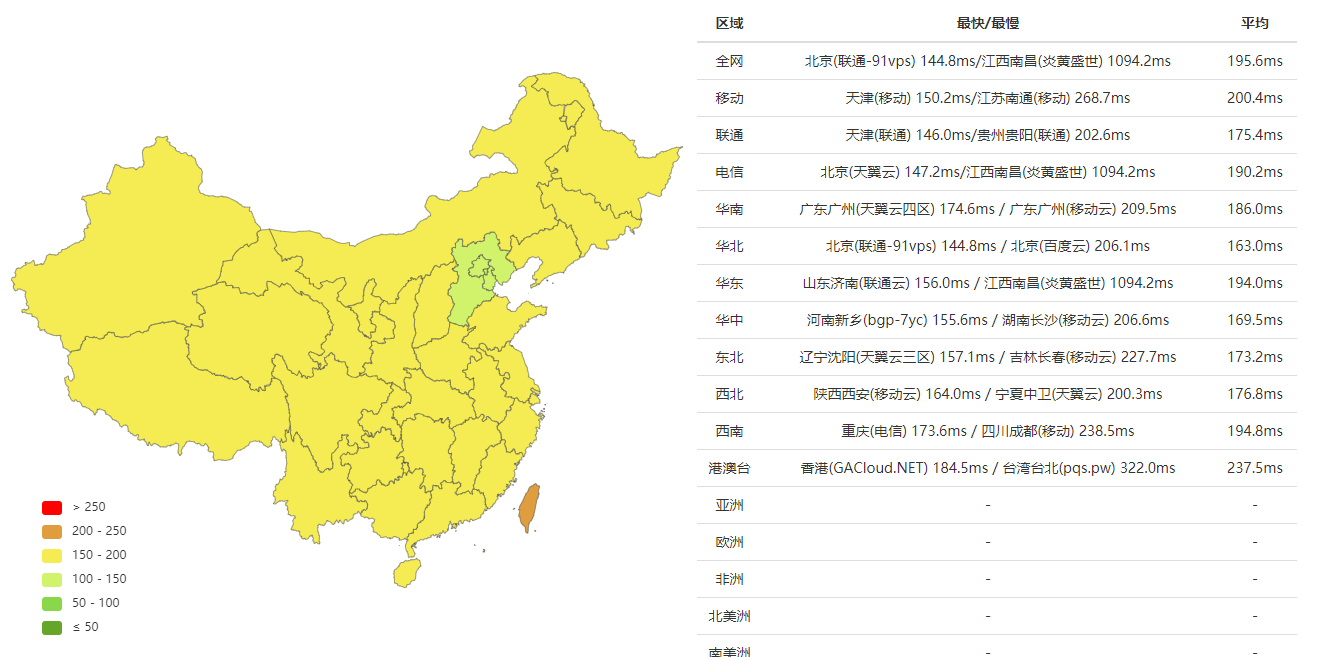 区域 最快/最慢 平均
全网 北京(联通-91vps) 144.8ms/江西南昌(炎黄盛世) 1094.2ms 195.6ms
移动 天津(移动) 150.2ms/江苏南通(移动) 268.7ms 200.4ms
联通 天津(联通) 146.0ms/贵州贵阳(联通) 202.6ms 175.4ms
电信 北京(天翼云) 147.2ms/江西南昌(炎黄盛世) 1094.2ms 190.2ms
华南 广东广州(天翼云四区) 174.6ms / 广东广州(移动云) 209.5ms 186.0ms
华北 北京(联通-91vps) 144.8ms / 北京(百度云) 206.1ms 163.0ms
华东 山东济南(联通云) 156.0ms / 江西南昌(炎黄盛世) 1094.2ms 194.0ms
华中 河南新乡(bgp-7yc) 155.6ms / 湖南长沙(移动云) 206.6ms 169.5ms
东北 辽宁沈阳(天翼云三区) 157.1ms / 吉林长春(移动云) 227.7ms 173.2ms
西北 陕西西安(移动云) 164.0ms / 宁夏中卫(天翼云) 200.3ms 176.8ms
西南 重庆(电信) 173.6ms / 四川成都(移动) 238.5ms 194.8ms
港澳台 香港(GACloud.NET) 184.5ms / 台湾台北(pqs.pw) 322.0ms 237.5ms
亚洲 - -
欧洲 - -
非洲 - -
北美洲 - -
南美洲 - -
> 250
200 - 250
150 - 200
100 - 150
50 - 100
≤ 50